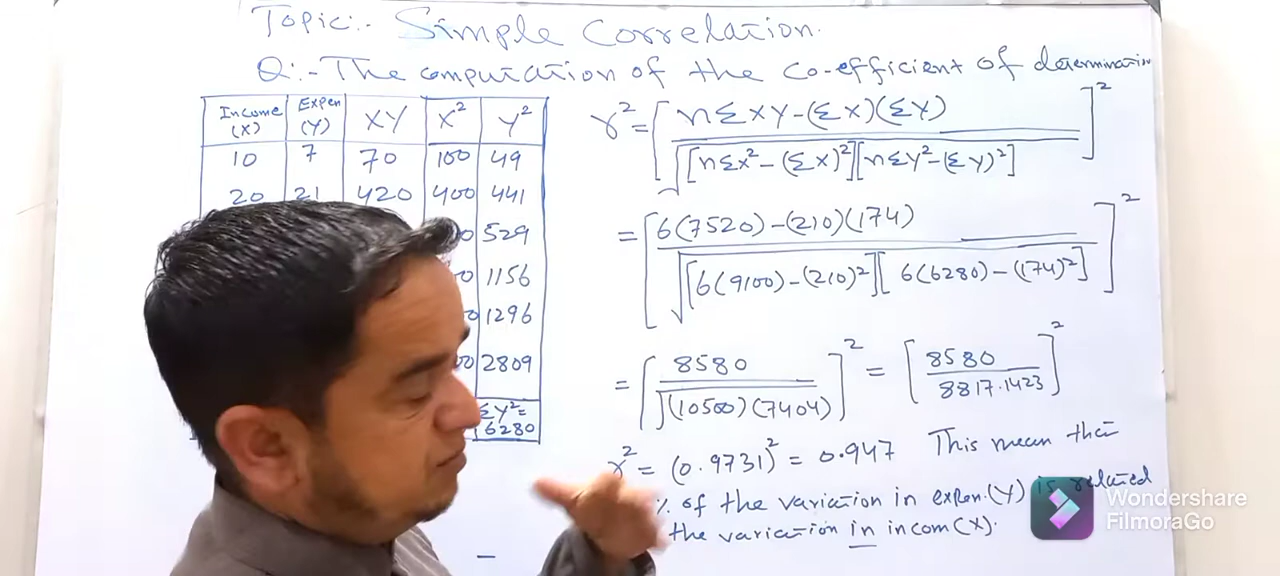 Topic:- Simple Correlation.
Q:- The computation of the Co-efficient of determination
Income (X) Expen (Y) XY X² Y²
10 7 70 100 49
20 21 420 400 441
0 529
0 1156
0 1296
00 2809
ΣY²= 6280
r² = [nΣXY-(ΣX)(ΣY) / √[nΣX²-(ΣX)²][nΣY²-(ΣY)²]]²
= [6(7520)-(210)(174) / √[6(9100)-(210)²][6(6280)-(174)²]]²
= [8580 / √(10500)(7404)]² = [8580 / 8817.1423]²
r² = (0.9731)² = 0.947 This mean that
% of the variation in expen.(Y) is related
the variation in incom(X).
Wondershare
FilmoraGo